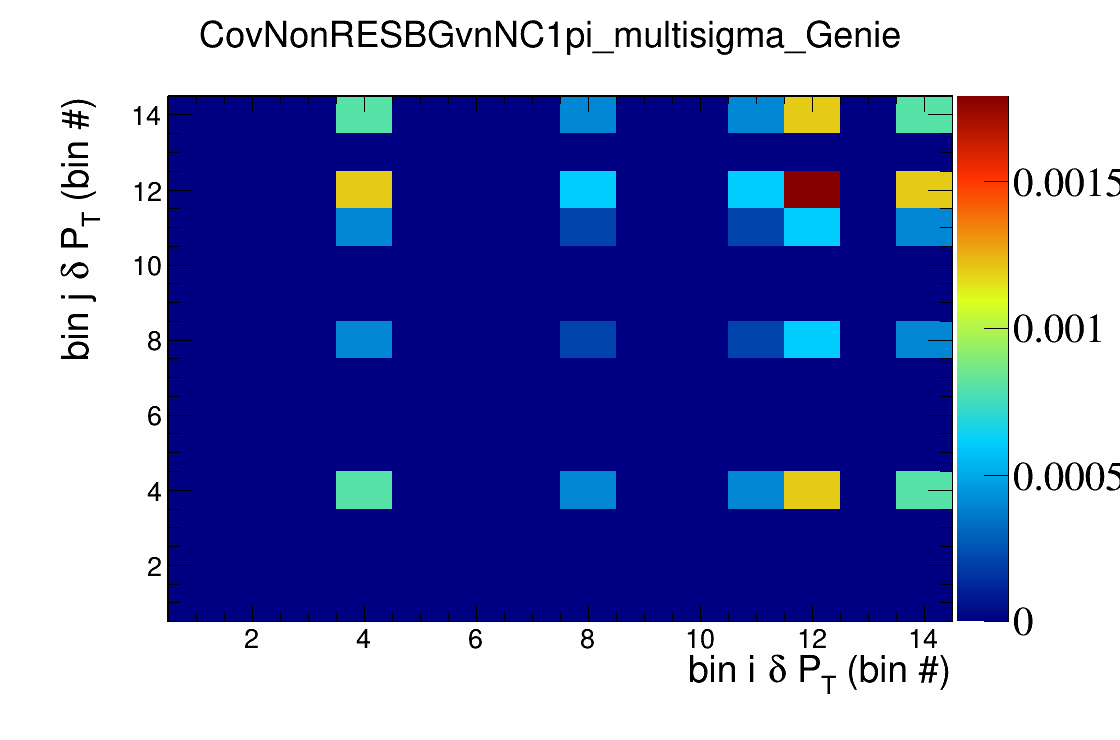 CovNonRESBGvnNC1pi_multisigma_Genie
bin j δ P_T (bin #)
14
12
10
8
6
4
2
2 4 6 8 10 12 14
bin i δ P_T (bin #)
0.0015
0.001
0.0005
0